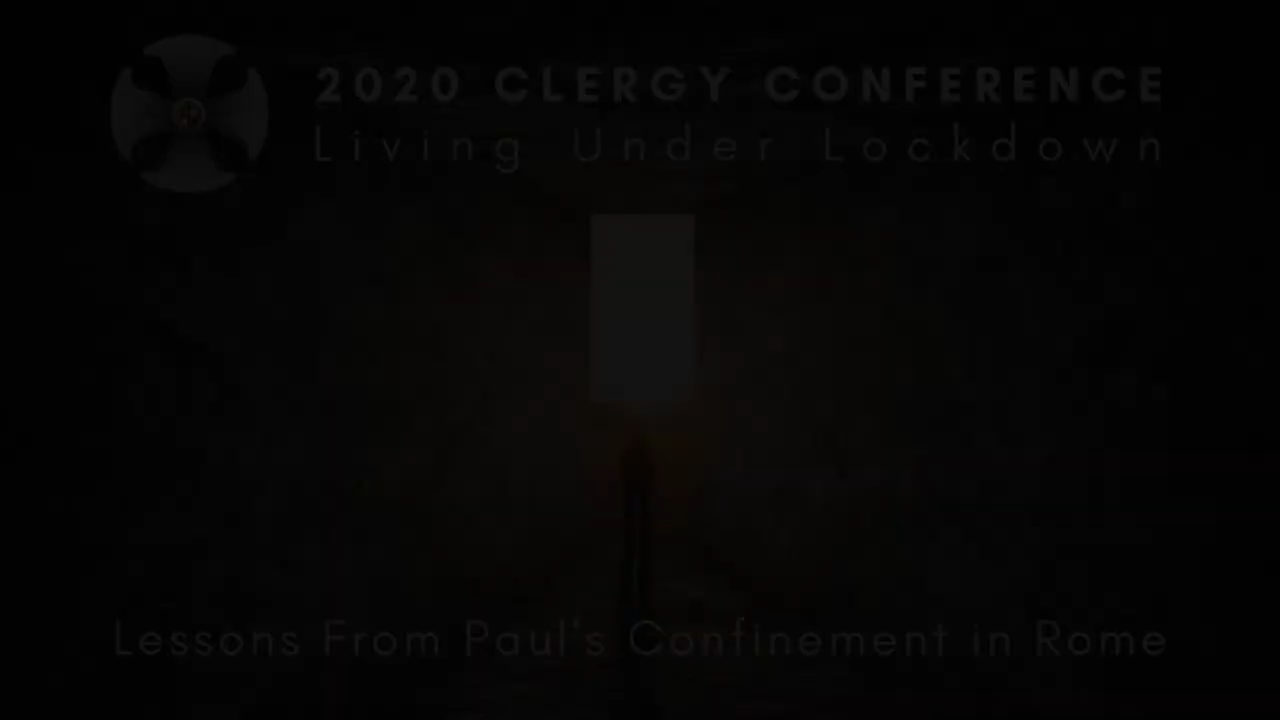 2020 CLERGY CONFERENCE
Living Under Lockdown
Lessons From Paul's Confinement in Rome